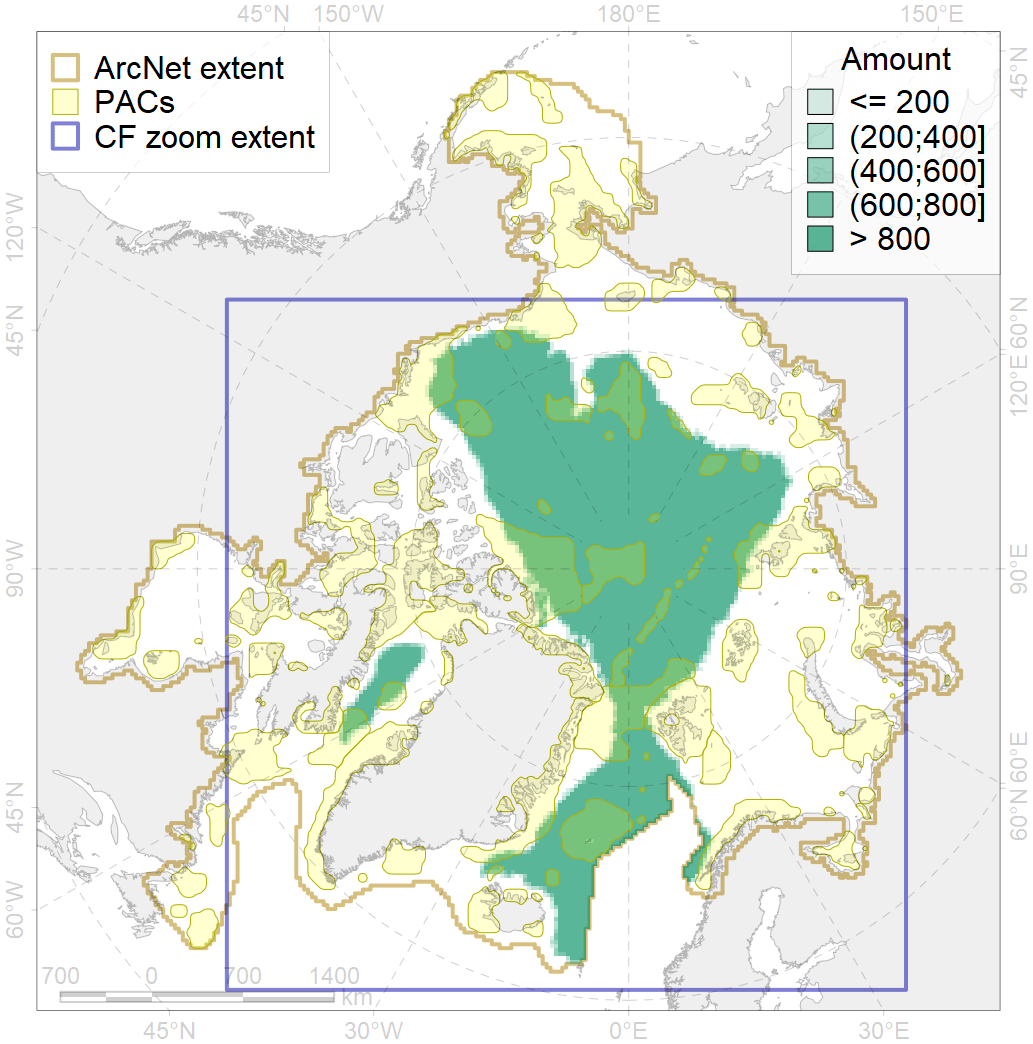 45°N 150°W 180°E 150°E
ArcNet extent
PACs
CF zoom extent
Amount
<= 200
(200;400]
(400;600]
(600;800]
> 800
45°N
120°W
45°N
90°W
45°N
60°W
60°N
120°E
90°E
60°E
60°N
700 0 700 1400
km
45°N 30°W 0°E 30°E